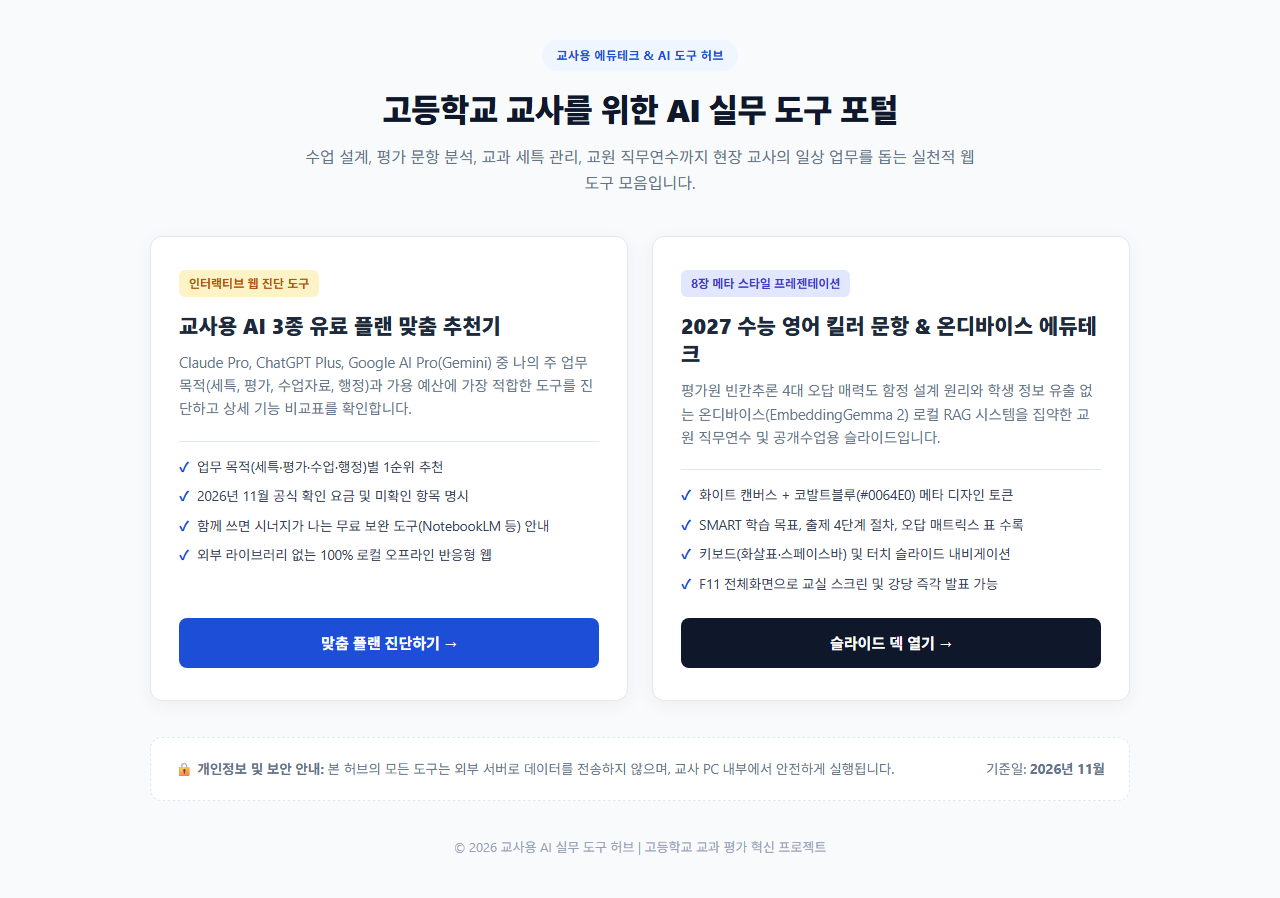 교사용 에듀테크 & AI 도구 허브
고등학교 교사를 위한 AI 실무 도구 포털
수업 설계, 평가 문항 분석, 교과 세특 관리, 교원 직무연수까지 현장 교사의 일상 업무를 돕는 실천적 웹
도구 모음입니다.
인터랙티브 웹 진단 도구
교사용 AI 3종 유료 플랜 맞춤 추천기
Claude Pro, ChatGPT Plus, Google AI Pro(Gemini) 중 나의 주 업무
목적(세특, 평가, 수업자료, 행정)과 가용 예산에 가장 적합한 도구를 진
단하고 상세 기능 비교표를 확인합니다.
✓ 업무 목적(세특·평가·수업·행정)별 1순위 추천
✓ 2026년 11월 공식 확인 요금 및 미확인 항목 명시
✓ 함께 쓰면 시너지가 나는 무료 보완 도구(NotebookLM 등) 안내
✓ 외부 라이브러리 없는 100% 로컬 오프라인 반응형 웹
맞춤 플랜 진단하기 →
8장 메타 스타일 프레젠테이션
2027 수능 영어 킬러 문항 & 온디바이스 에듀테
크
평가원 빈칸추론 4대 오답 매력도 함정 설계 원리와 학생 정보 유출 없
는 온디바이스(EmbeddingGemma 2) 로컬 RAG 시스템을 집약한 교
원 직무연수 및 공개수업용 슬라이드입니다.
✓ 화이트 캔버스 + 코발트블루(#0064E0) 메타 디자인 토큰
✓ SMART 학습 목표, 출제 4단계 절차, 오답 매트릭스 표 수록
✓ 키보드(화살표·스페이스바) 및 터치 슬라이드 내비게이션
✓ F11 전체화면으로 교실 스크린 및 강당 즉각 발표 가능
슬라이드 덱 열기 →
🔒 개인정보 및 보안 안내: 본 허브의 모든 도구는 외부 서버로 데이터를 전송하지 않으며, 교사 PC 내부에서 안전하게 실행됩니다.
기준일: 2026년 11월
© 2026 교사용 AI 실무 도구 허브 | 고등학교 교과 평가 혁신 프로젝트